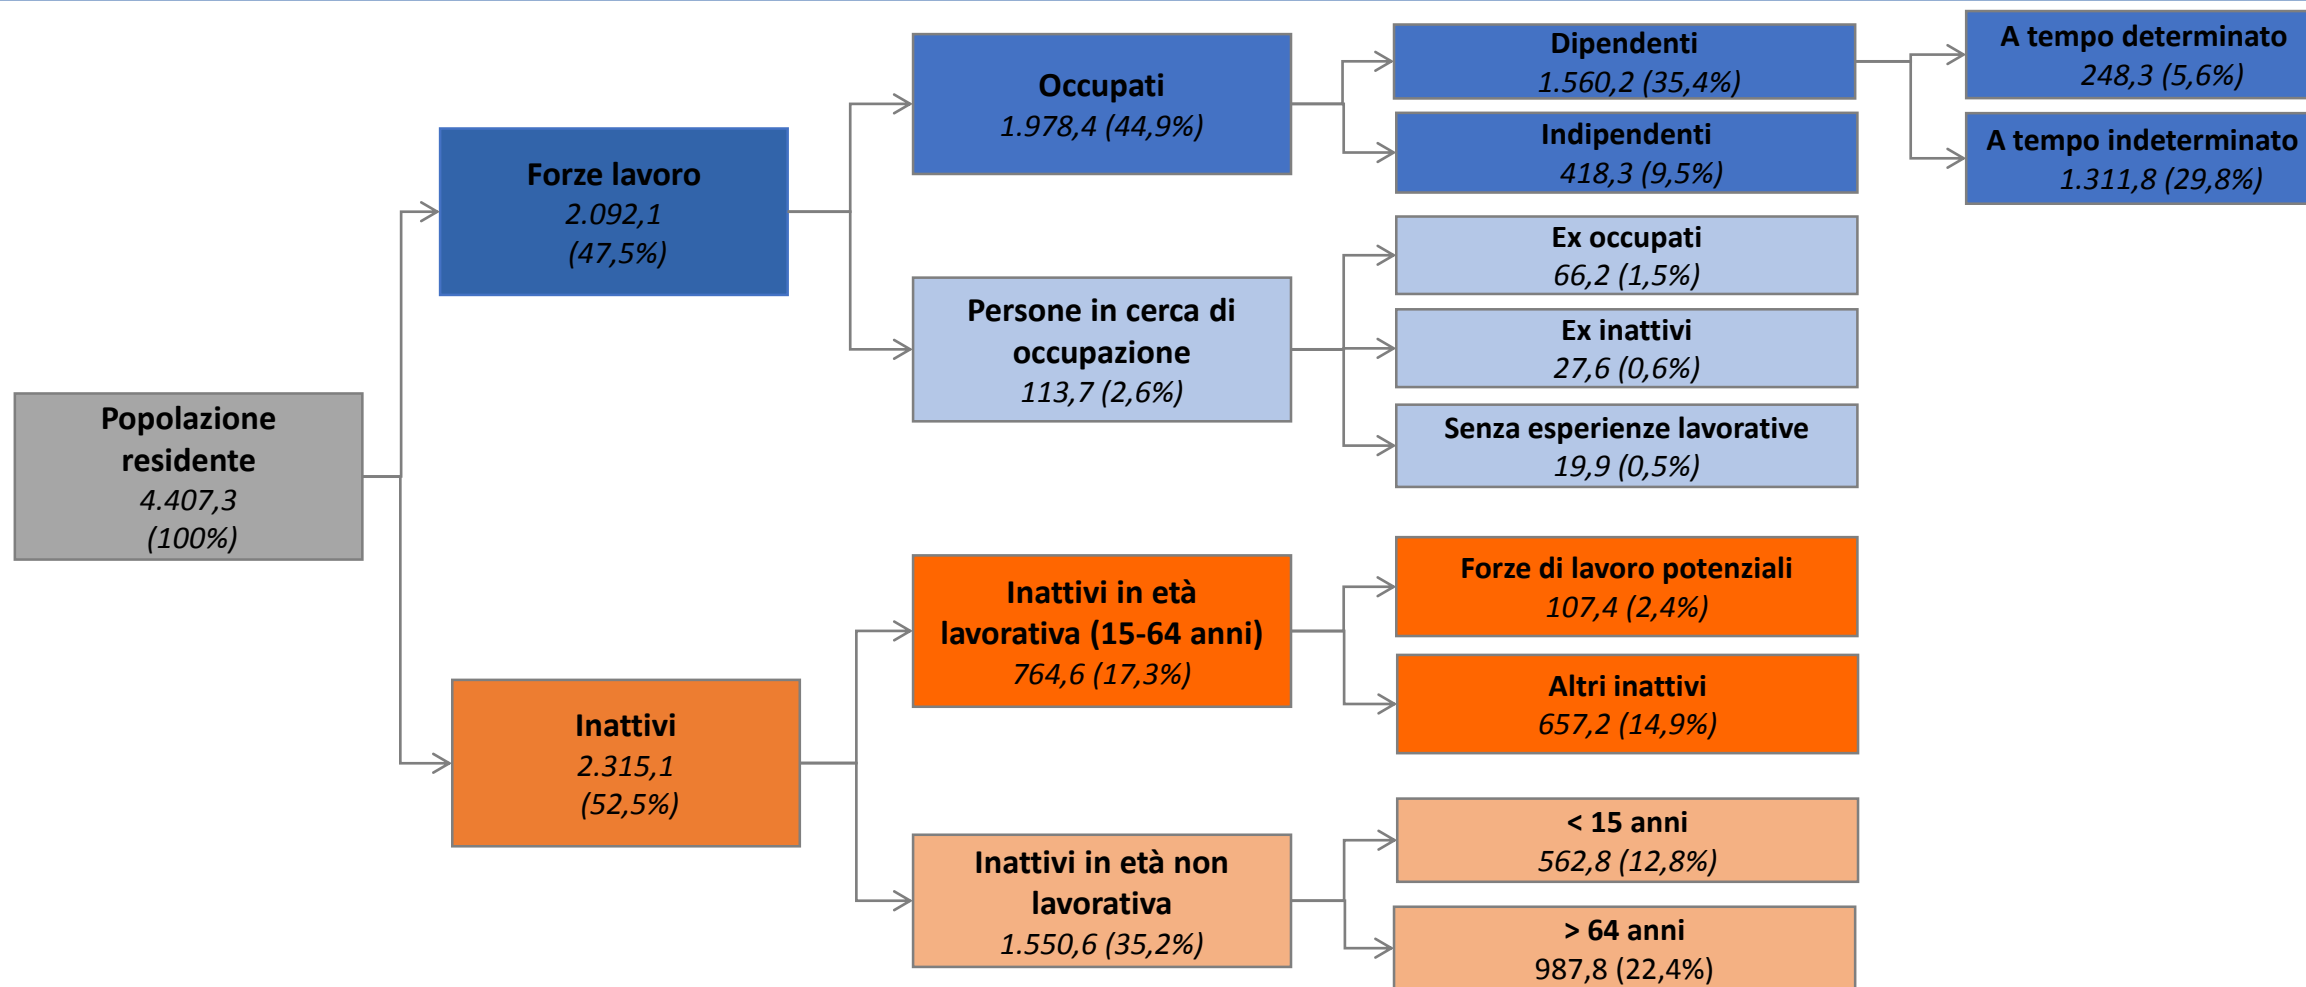 Popolazione
residente
4.407,3
(100%)
Forze lavoro
2.092,1
(47,5%)
Inattivi
2.315,1
(52,5%)
Occupati
1.978,4 (44,9%)
Persone in cerca di
occupazione
113,7 (2,6%)
Inattivi in età
lavorativa (15-64 anni)
764,6 (17,3%)
Inattivi in età non
lavorativa
1.550,6 (35,2%)
Dipendenti
1.560,2 (35,4%)
Indipendenti
418,3 (9,5%)
Ex occupati
66,2 (1,5%)
Ex inattivi
27,6 (0,6%)
Senza esperienze lavorative
19,9 (0,5%)
Forze di lavoro potenziali
107,4 (2,4%)
Altri inattivi
657,2 (14,9%)
< 15 anni
562,8 (12,8%)
> 64 anni
987,8 (22,4%)
A tempo determinato
248,3 (5,6%)
A tempo indeterminato
1.311,8 (29,8%)